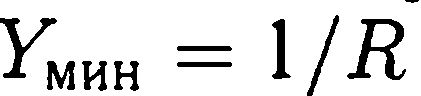 Yмин = 1/R